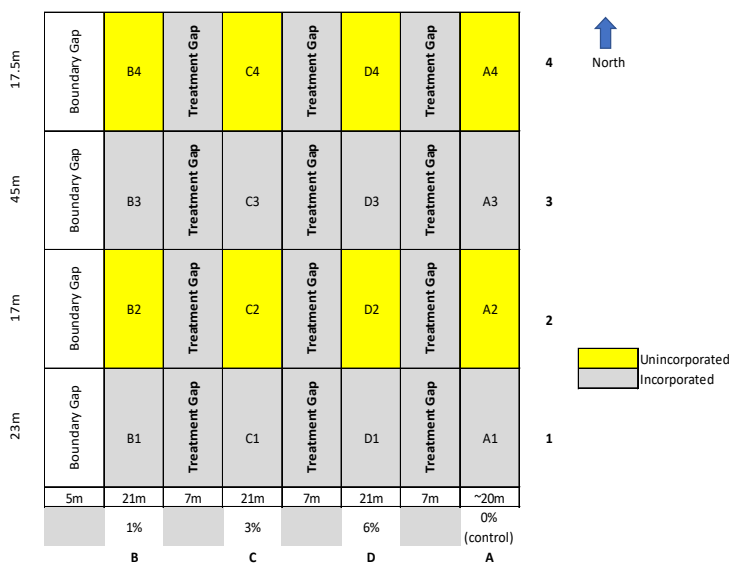 17.5m
Boundary Gap
B4
Treatment Gap
C4
Treatment Gap
D4
Treatment Gap
A4
4
North
45m
Boundary Gap
B3
Treatment Gap
C3
Treatment Gap
D3
Treatment Gap
A3
3
17m
Boundary Gap
B2
Treatment Gap
C2
Treatment Gap
D2
Treatment Gap
A2
2
Unincorporated
Incorporated
23m
Boundary Gap
B1
Treatment Gap
C1
Treatment Gap
D1
Treatment Gap
A1
1
5m 21m 7m 21m 7m 21m 7m ~20m
1% 3% 6% 0%
(control)
B C D A